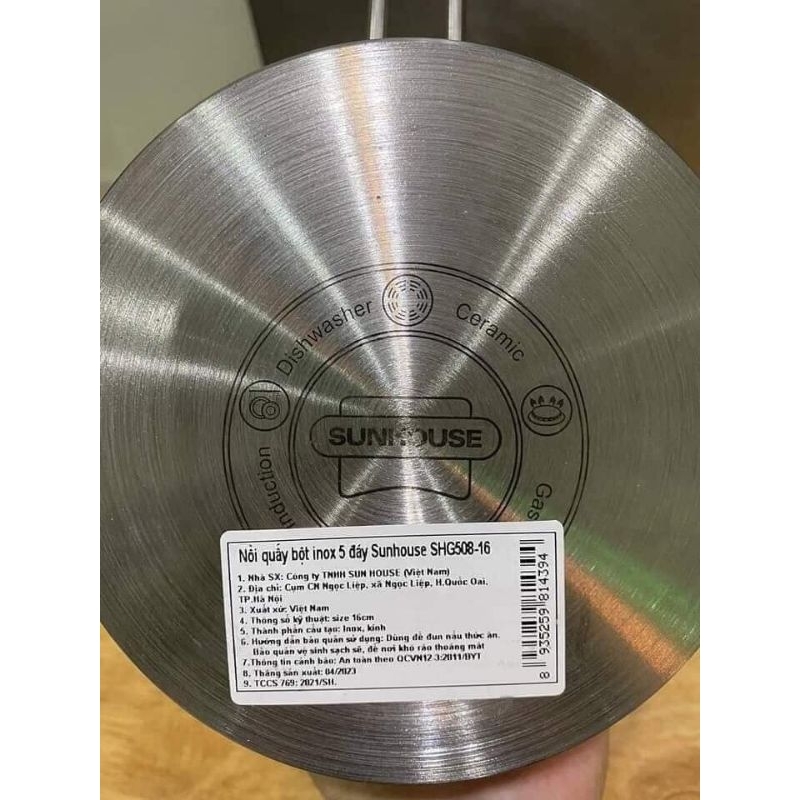 Dishwasher
Ceramic
SUNHOUSE
Induction
Gas
Nồi quấy bột inox 5 đáy Sunhouse SHG508-16
1. Nhà SX: Công ty TNHH SUN HOUSE (Việt Nam)
2. Địa chỉ: Cụm CN Ngọc Liệp, xã Ngọc Liệp, H.Quốc Oai,
TP.Hà Nội
3. Xuất xứ: Việt Nam
4. Thông số kỹ thuật: size 16cm
5. Thành phần cấu tạo: Inox, kính
6. Hướng dẫn bảo quản sử dụng: Dùng để đun nấu thức ăn.
Bảo quản vệ sinh sạch sẽ, để nơi khô ráo thoáng mát
7.Thông tin cảnh báo: An toàn theo QCVN12-3:2011/BYT
8. Tháng sản xuất: 04/2023
9. TCCS 769: 2021/SH.
8 935259 814394